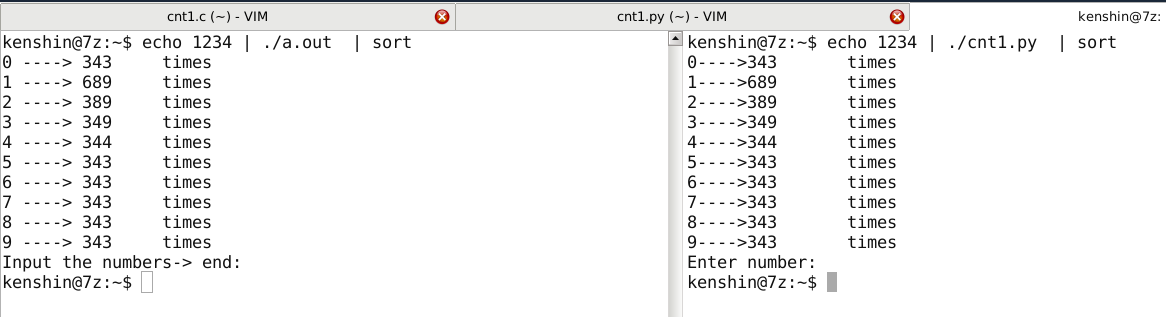 cnt1.c (~) - VIM
cnt1.py (~) - VIM
kenshin@7z:
kenshin@7z:~$ echo 1234 | ./a.out  | sort
0 ----> 343     times
1 ----> 689     times
2 ----> 389     times
3 ----> 349     times
4 ----> 344     times
5 ----> 343     times
6 ----> 343     times
7 ----> 343     times
8 ----> 343     times
9 ----> 343     times
Input the numbers-> end:
kenshin@7z:~$
kenshin@7z:~$ echo 1234 | ./cnt1.py  | sort
0---->343       times
1---->689       times
2---->389       times
3---->349       times
4---->344       times
5---->343       times
6---->343       times
7---->343       times
8---->343       times
9---->343       times
Enter number:
kenshin@7z:~$